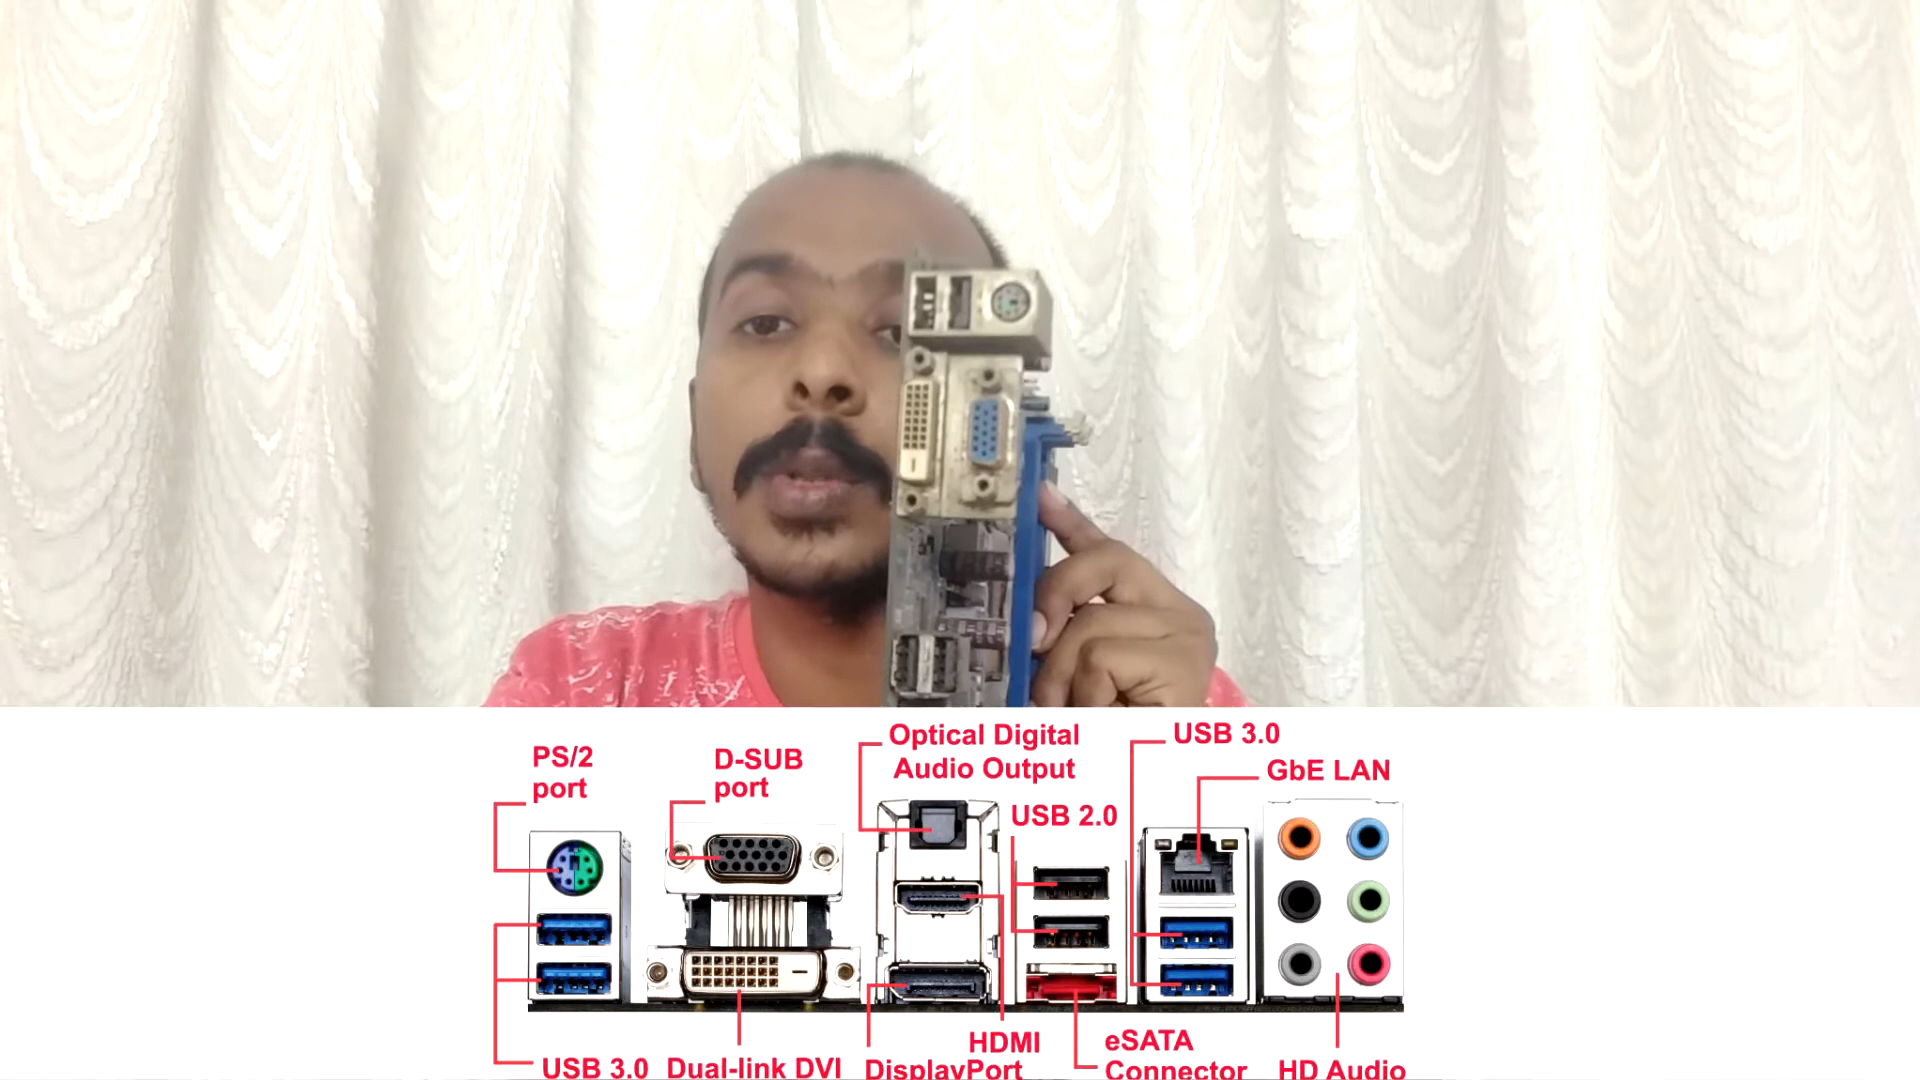 PS/2
port
D-SUB
port
Optical Digital
Audio Output
USB 2.0
USB 3.0
GbE LAN
USB 3.0
Dual-link DVI
DisplayPort
HDMI
eSATA
Connector
HD Audio